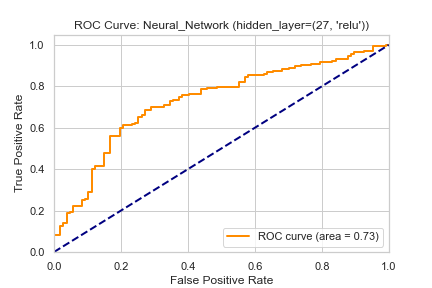 ROC Curve: Neural_Network (hidden_layer=(27, 'relu'))
True Positive Rate
1.0
0.8
0.6
0.4
0.2
0.0
ROC curve (area = 0.73)
0.0 0.2 0.4 0.6 0.8 1.0
False Positive Rate